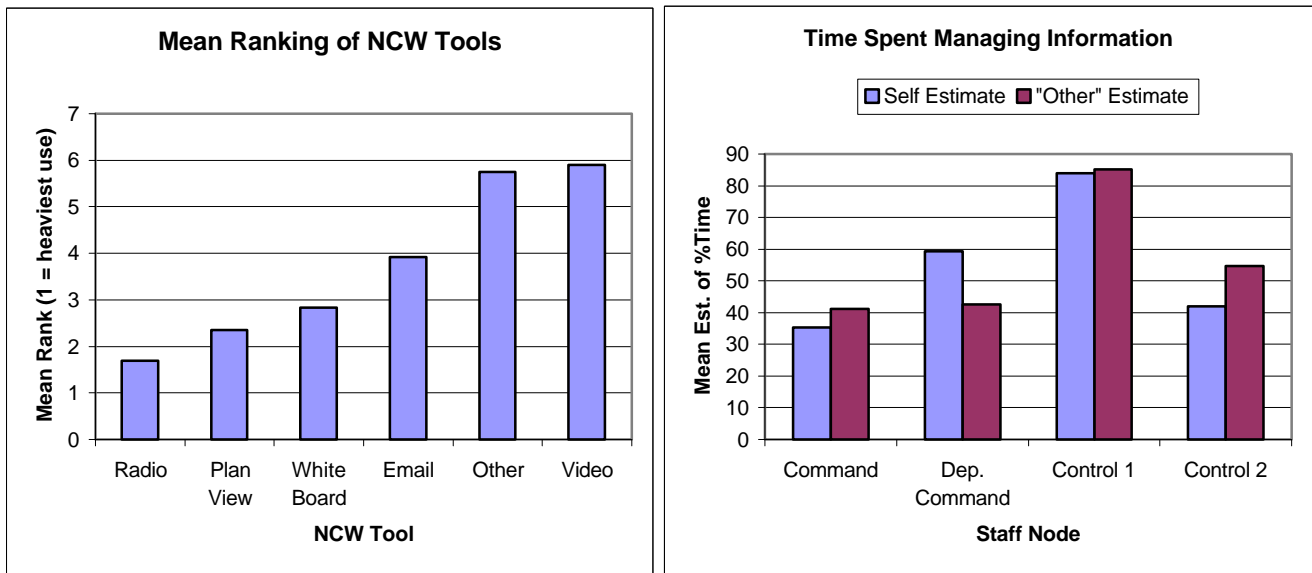 Mean Ranking of NCW Tools
7
6
5
4
3
2
1
0
Mean Rank (1 = heaviest use)
Radio
Plan
View
White
Board
Email
Other
Video
NCW Tool
Time Spent Managing Information
Self Estimate
"Other" Estimate
90
80
70
60
50
40
30
20
10
0
Mean Est. of %Time
Command
Dep.
Command
Control 1
Control 2
Staff Node